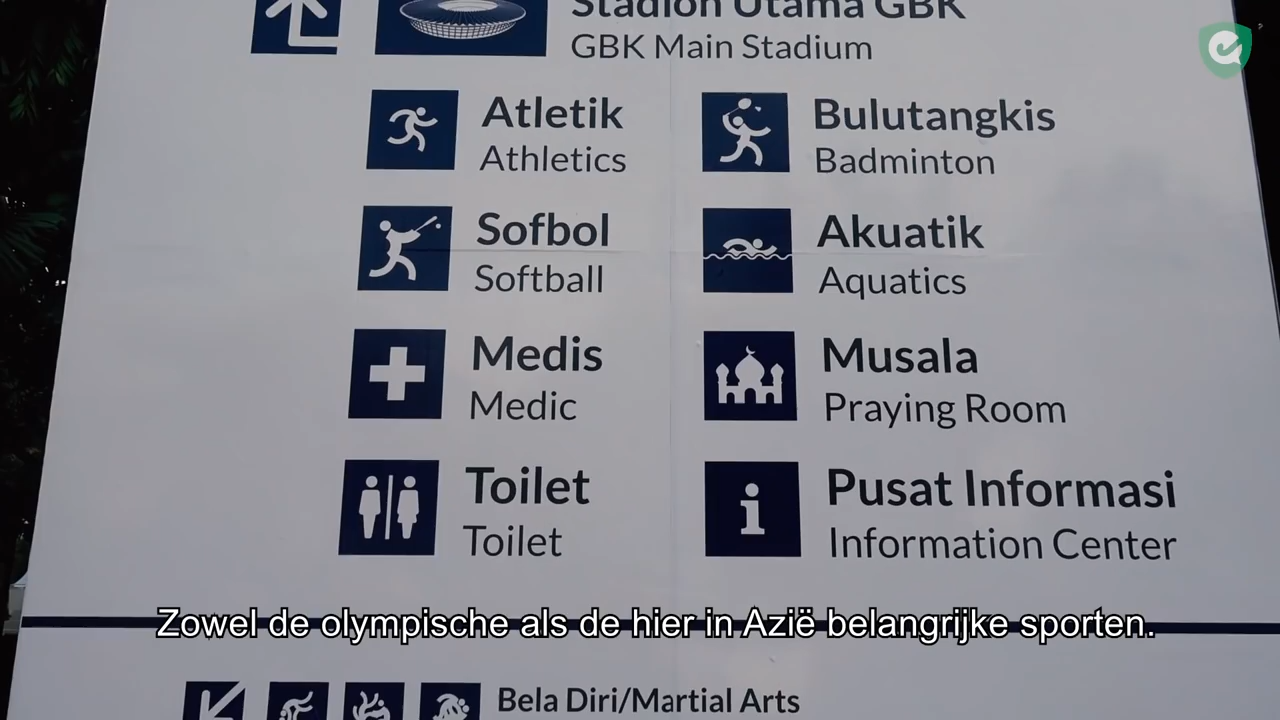 Stadion Utama GBK
GBK Main Stadium
Atletik
Athletics
Bulutangkis
Badminton
Sofbol
Softball
Akuatik
Aquatics
Medis
Medic
Musala
Praying Room
Toilet
Toilet
Pusat Informasi
Information Center
Zowel de olympische als de hier in Azië belangrijke sporten.
Bela Diri/Martial Arts